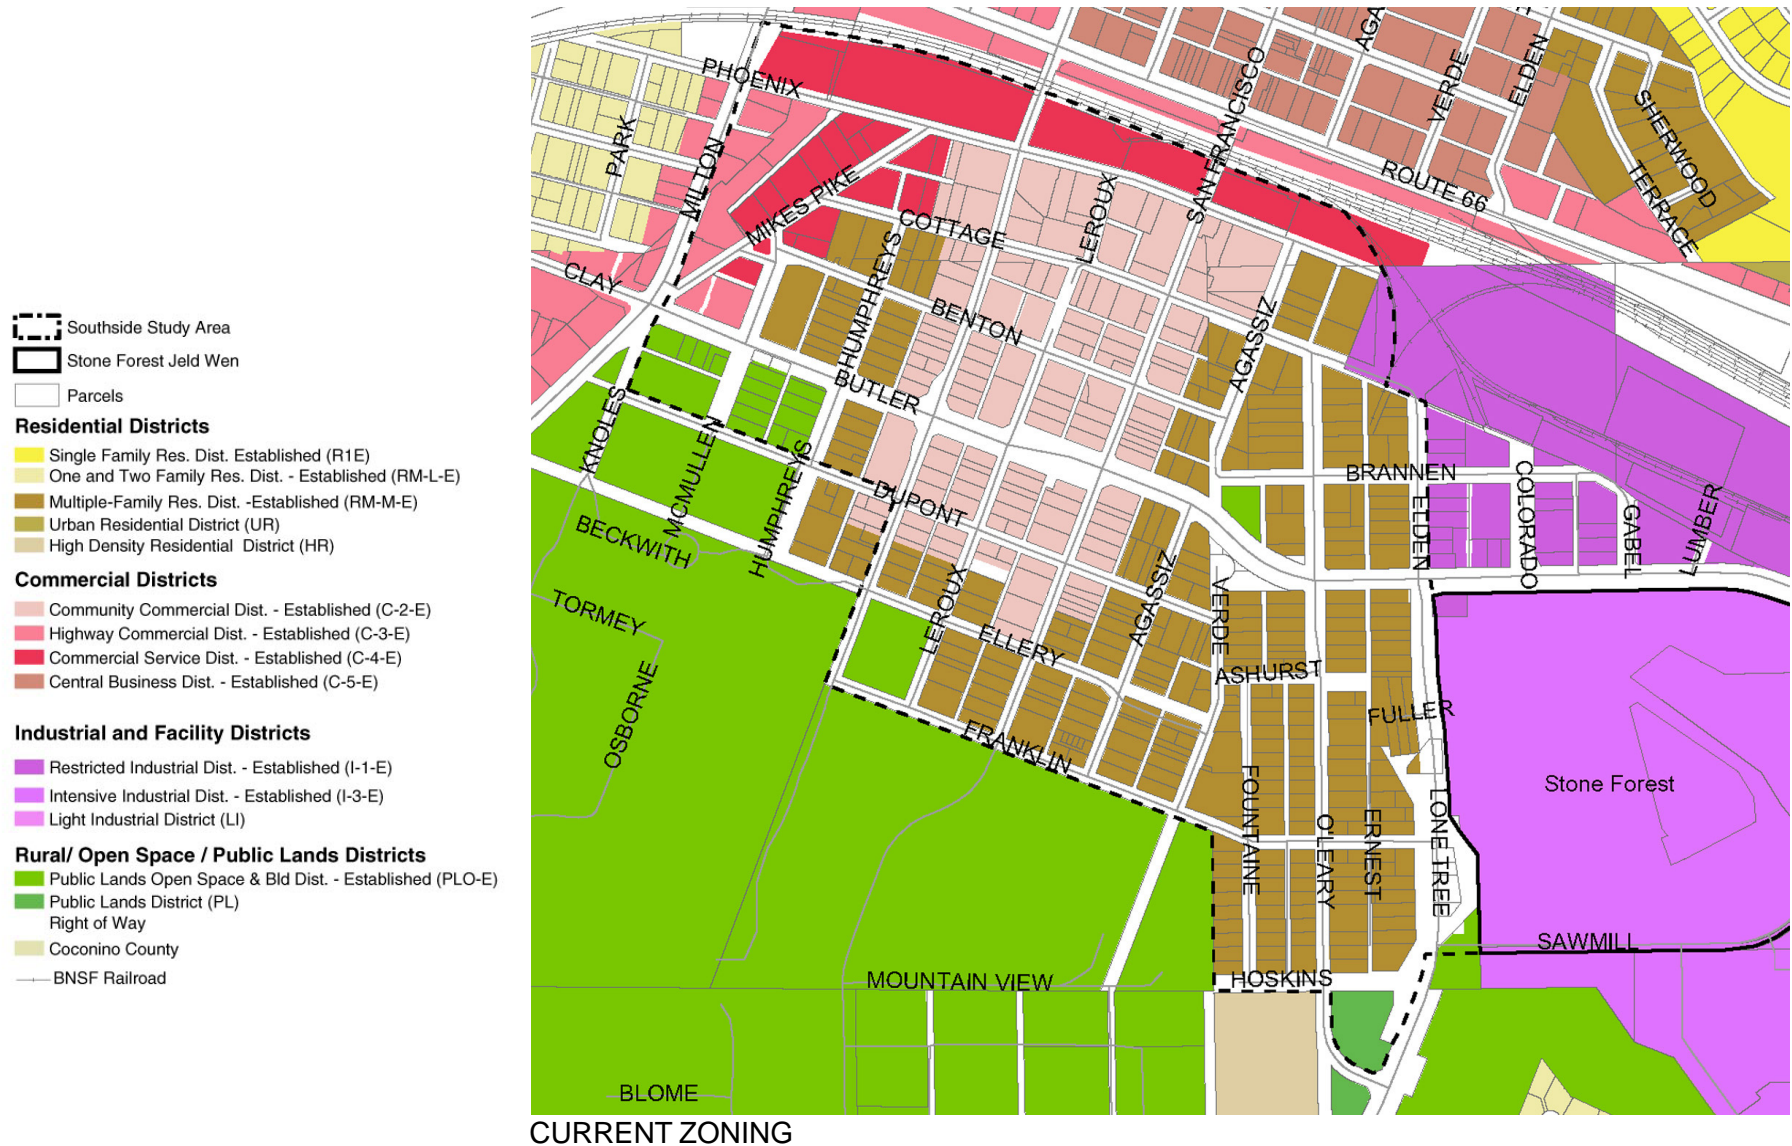 Southside Study Area
Stone Forest Jeld Wen
Parcels
Residential Districts
Single Family Res. Dist. Established (R1E)
One and Two Family Res. Dist. - Established (RM-L-E)
Multiple-Family Res. Dist. -Established (RM-M-E)
Urban Residential District (UR)
High Density Residential District (HR)
Commercial Districts
Community Commercial Dist. - Established (C-2-E)
Highway Commercial Dist. - Established (C-3-E)
Commercial Service Dist. - Established (C-4-E)
Central Business Dist. - Established (C-5-E)
Industrial and Facility Districts
Restricted Industrial Dist. - Established (I-1-E)
Intensive Industrial Dist. - Established (I-3-E)
Light Industrial District (LI)
Rural/ Open Space / Public Lands Districts
Public Lands Open Space & Bld Dist. - Established (PLO-E)
Public Lands District (PL)
Right of Way
Coconino County
BNSF Railroad
PHOENIX
PARK
MILTON
MIKES PIKE
CLAY
COTTAGE
HUMPHREYS
LEROUX
SAN FRANCISCO
AGA
VERDE
ELDEN
SHERWOOD
TERRACE
ROUTE 66
BENTON
AGASSIZ
BUTLER
KNOLES
MCMULLEN
HUMPHREYS
DUPONT
BECKWITH
TORMEY
OSBORNE
LEROUX
ELLERY
AGASSIZ
VERDE
BRANNEN
ELDEN
COLORADO
GABEL
LUMBER
ASHURST
FULLER
FRANKLIN
FOUNTAINE
O'LEARY
ERNEST
LONETREE
Stone Forest
SAWMILL
HOSKINS
MOUNTAIN VIEW
BLOME
CURRENT ZONING